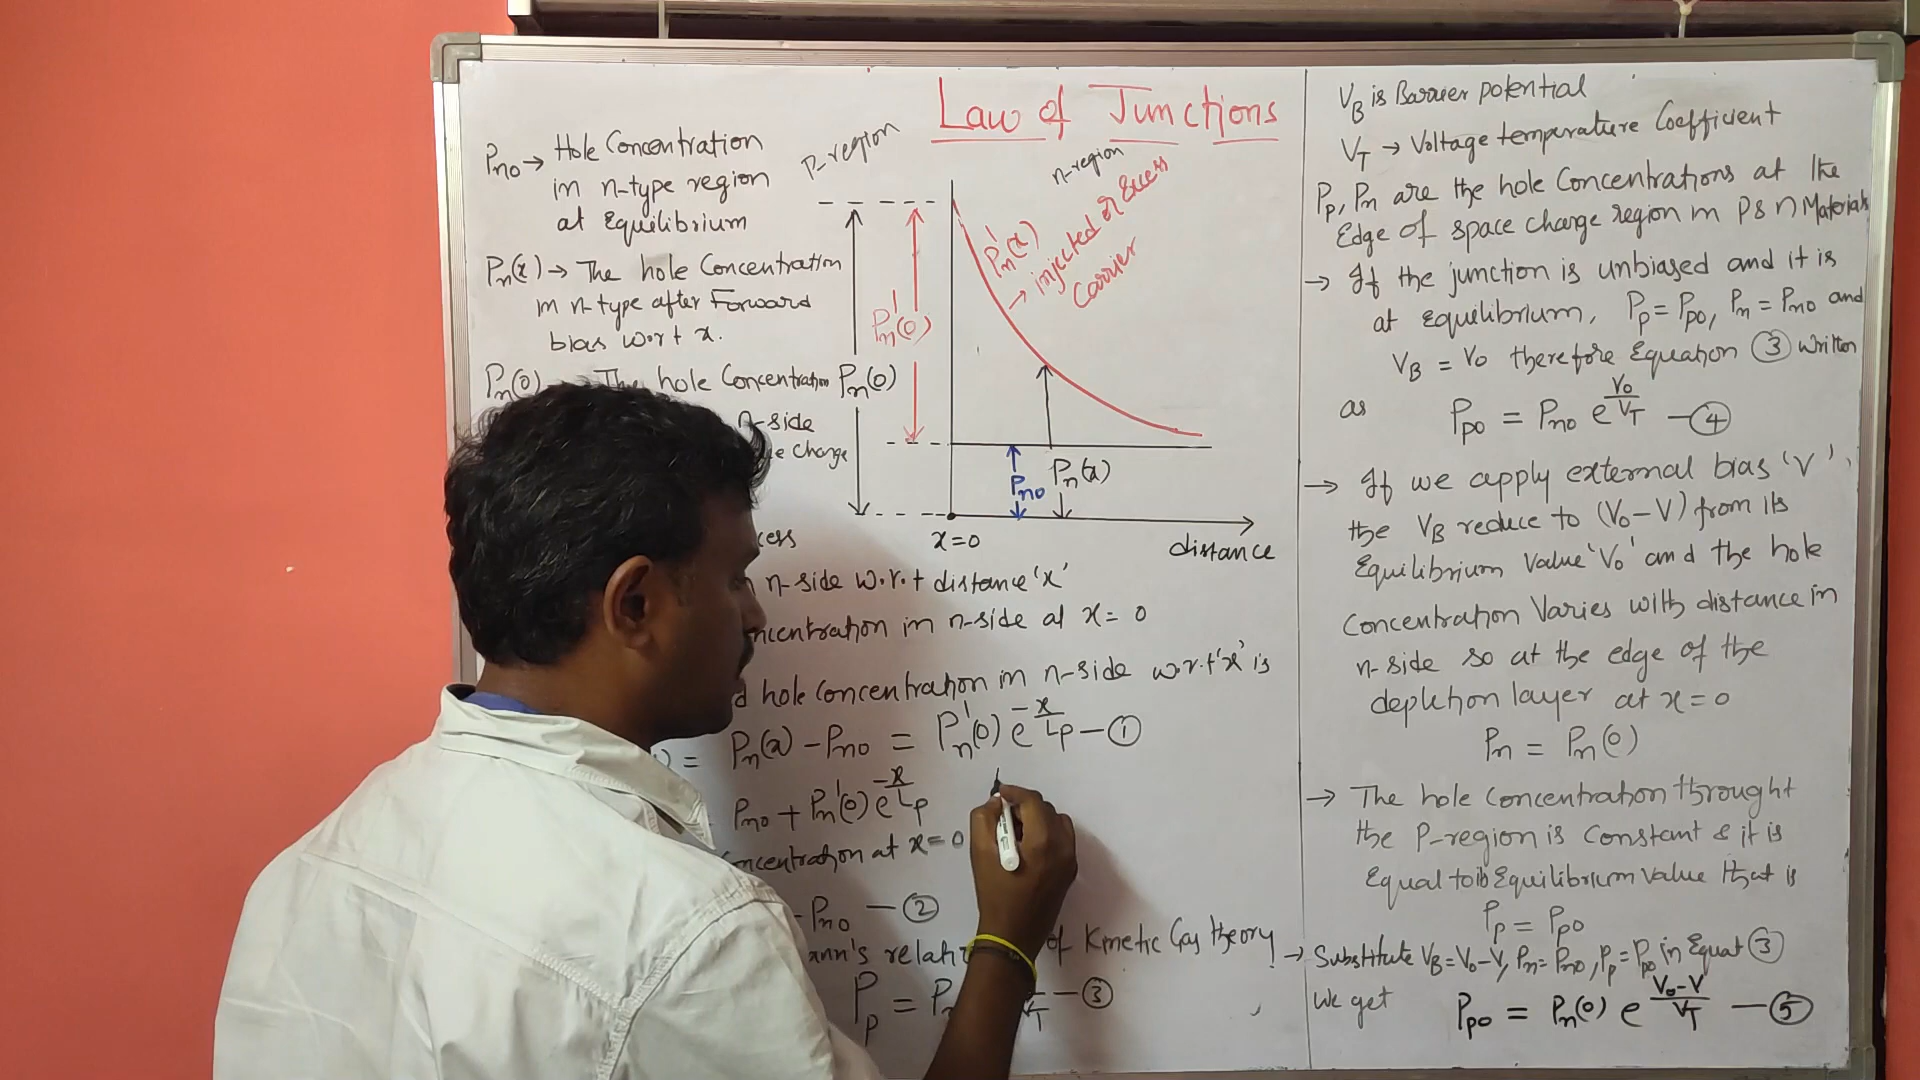 Law of Junctions
Pno → Hole Concentration
in n-type region
at Equilibrium
Pn(x) → The hole Concentration
in n-type after Forward
bias w.r.t x.
Pn(0) The hole Concentration
n-side
Charge
n-side w.r.t distance 'x'
in n-side at x = 0
hole concentration in n-side w.r.t 'x' is
= Pn(x) - Pno = P'n(0) e^(-x/Lp) - ①
Pno + P'n(0) e^(-x/Lp)
at x = 0
Pno - ②
of Kinetic Gas theory
Pp = - ③
P-region
n-region
P'n(x)
→ injected or Excess
Carrier
P'n(0)
Pn(0)
Pno
Pn(x)
x=0
distance
VB is Barrier potential
VT → Voltage temperature Coefficient
Pp, Pn are the hole Concentrations at the
Edge of space charge region in P & n Materials
→ If the junction is unbiased and it is
at equilibrium, Pp = Ppo, Pn = Pno and
VB = Vo therefore Equation ③ written
as Ppo = Pno e^(Vo/VT) - ④
→ If we apply external bias 'V',
the VB reduce to (Vo-V) from its
Equilibrium Value 'Vo' and the hole
Concentration Varies with distance in
n-side so at the edge of the
depletion layer at x = 0
Pn = Pn(0)
→ The hole concentration throught
the P-region is constant & it is
Equal to its Equilibrium value that is
Pp = Ppo
→ Substitute VB = Vo-V, Pn = Pno, Pp = Ppo in Equat ③
We get Ppo = Pn(0) e^((Vo-V)/VT) - ⑤